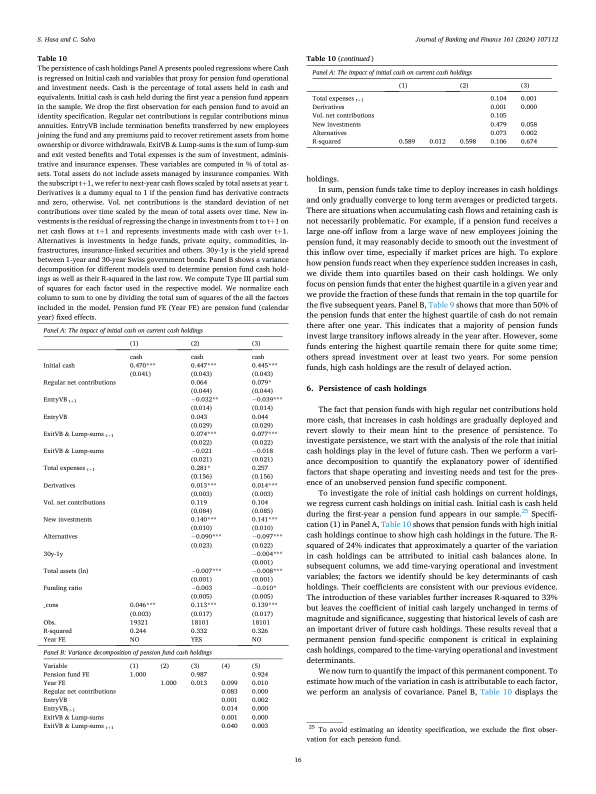 S. Hasa and C. Salva
Journal of Banking and Finance 161 (2024) 107112
Table 10
The persistence of cash holdings Panel A presents pooled regressions where Cash
is regressed on Initial cash and variables that proxy for pension fund operational
and investment needs. Cash is the percentage of total assets held in cash and
equivalents. Initial cash is cash held during the first year a pension fund appears
in the sample. We drop the first observation for each pension fund to avoid an
identity specification. Regular net contributions is regular contributions minus
annuities. EntryVB include termination benefits transferred by new employees
joining the fund and any premiums paid to recover retirement assets from home
ownership or divorce withdrawals. ExitVB & Lump-sums is the sum of lump-sum
and exit vested benefits and Total expenses is the sum of investment, adminis-
trative and insurance expenses. These variables are computed in % of total as-
sets. Total assets do not include assets managed by insurance companies. With
the subscript t+1, we refer to next-year cash flows scaled by total assets at year t.
Derivatives is a dummy equal to 1 if the pension fund has derivative contracts
and zero, otherwise. Vol. net contributions is the standard deviation of net
contributions over time scaled by the mean of total assets over time. New in-
vestments is the residual of regressing the change in investments from t to t+1 on
net cash flows at t+1 and represents investments made with cash over t+1.
Alternatives is investments in hedge funds, private equity, commodities, in-
frastructures, insurance-linked securities and others. 30y-1y is the yield spread
between 1-year and 30-year Swiss government bonds. Panel B shows a variance
decomposition for different models used to determine pension fund cash hold-
ings as well as their R-squared in the last row. We compute Type III partial sum
of squares for each factor used in the respective model. We normalize each
column to sum to one by dividing the total sum of squares of the all the factors
included in the model. Pension fund FE (Year FE) are pension fund (calendar
year) fixed effects.
Panel A: The impact of initial cash on current cash holdings
(1) (2) (3)
cash cash cash
Initial cash 0.470*** 0.447*** 0.445***
(0.041) (0.043) (0.043)
Regular net contributions 0.064 0.079*
(0.044) (0.044)
EntryVB t+1 −0.032** −0.039***
(0.014) (0.014)
EntryVB 0.043 0.044
(0.029) (0.029)
ExitVB & Lump-sums t+1 0.074*** 0.077***
(0.022) (0.022)
ExitVB & Lump-sums −0.021 −0.018
(0.021) (0.021)
Total expenses t+1 0.281* 0.257
(0.156) (0.156)
Derivatives 0.013*** 0.014***
(0.003) (0.003)
Vol. net contributions 0.119 0.104
(0.084) (0.085)
New investments 0.140*** 0.141***
(0.010) (0.010)
Alternatives −0.090*** −0.097***
(0.023) (0.022)
30y-1y −0.004***
(0.001)
Total assets (ln) −0.007*** −0.008***
(0.001) (0.001)
Funding ratio −0.003 −0.010*
(0.005) (0.005)
_cons 0.046*** 0.113*** 0.139***
(0.003) (0.017) (0.017)
Obs. 19321 18101 18101
R-squared 0.244 0.332 0.326
Year FE NO YES NO
Panel B: Variance decomposition of pension fund cash holdings
Variable (1) (2) (3) (4) (5)
Pension fund FE 1.000 0.987 0.924
Year FE 1.000 0.013 0.099 0.010
Regular net contributions 0.083 0.000
EntryVB 0.001 0.002
EntryVBt+1 0.014 0.000
ExitVB & Lump-sums 0.001 0.000
ExitVB & Lump-sums t+1 0.040 0.003
Table 10 (continued)
Panel A: The impact of initial cash on current cash holdings
(1) (2) (3)
Total expenses t+1 0.104 0.001
Derivatives 0.001 0.000
Vol. net contributions 0.105
New investments 0.479 0.058
Alternatives 0.073 0.002
R-squared 0.589 0.012 0.598 0.106 0.674
holdings.
In sum, pension funds take time to deploy increases in cash holdings
and only gradually converge to long term averages or predicted targets.
There are situations when accumulating cash flows and retaining cash is
not necessarily problematic. For example, if a pension fund receives a
large one-off inflow from a large wave of new employees joining the
pension fund, it may reasonably decide to smooth out the investment of
this inflow over time, especially if market prices are high. To explore
how pension funds react when they experience sudden increases in cash,
we divide them into quartiles based on their cash holdings. We only
focus on pension funds that enter the highest quartile in a given year and
we provide the fraction of these funds that remain in the top quartile for
the five subsequent years. Panel B, Table 9 shows that more than 50% of
the pension funds that enter the highest quartile of cash do not remain
there after one year. This indicates that a majority of pension funds
invest large transitory inflows already in the year after. However, some
funds entering the highest quartile remain there for quite some time;
others spread investment over at least two years. For some pension
funds, high cash holdings are the result of delayed action.
6. Persistence of cash holdings
The fact that pension funds with high regular net contributions hold
more cash, that increases in cash holdings are gradually deployed and
revert slowly to their mean hint to the presence of persistence. To
investigate persistence, we start with the analysis of the role that initial
cash holdings play in the level of future cash. Then we perform a vari-
ance decomposition to quantify the explanatory power of identified
factors that shape operating and investing needs and test for the pres-
ence of an unobserved pension fund specific component.
To investigate the role of initial cash holdings on current holdings,
we regress current cash holdings on initial cash. Initial cash is cash held
during the first-year a pension fund appears in our sample.25 Specifi-
cation (1) in Panel A, Table 10 shows that pension funds with high initial
cash holdings continue to show high cash holdings in the future. The R-
squared of 24% indicates that approximately a quarter of the variation
in cash holdings can be attributed to initial cash balances alone. In
subsequent columns, we add time-varying operational and investment
variables; the factors we identify should be key determinants of cash
holdings. Their coefficients are consistent with our previous evidence.
The introduction of these variables further increases R-squared to 33%
but leaves the coefficient of initial cash largely unchanged in terms of
magnitude and significance, suggesting that historical levels of cash are
an important driver of future cash holdings. These results reveal that a
permanent pension fund-specific component is critical in explaining
cash holdings, compared to the time-varying operational and investment
determinants.
We now turn to quantify the impact of this permanent component. To
estimate how much of the variation in cash is attributable to each factor,
we perform an analysis of covariance. Panel B, Table 10 displays the
25 To avoid estimating an identity specification, we exclude the first obser-
vation for each pension fund.
16